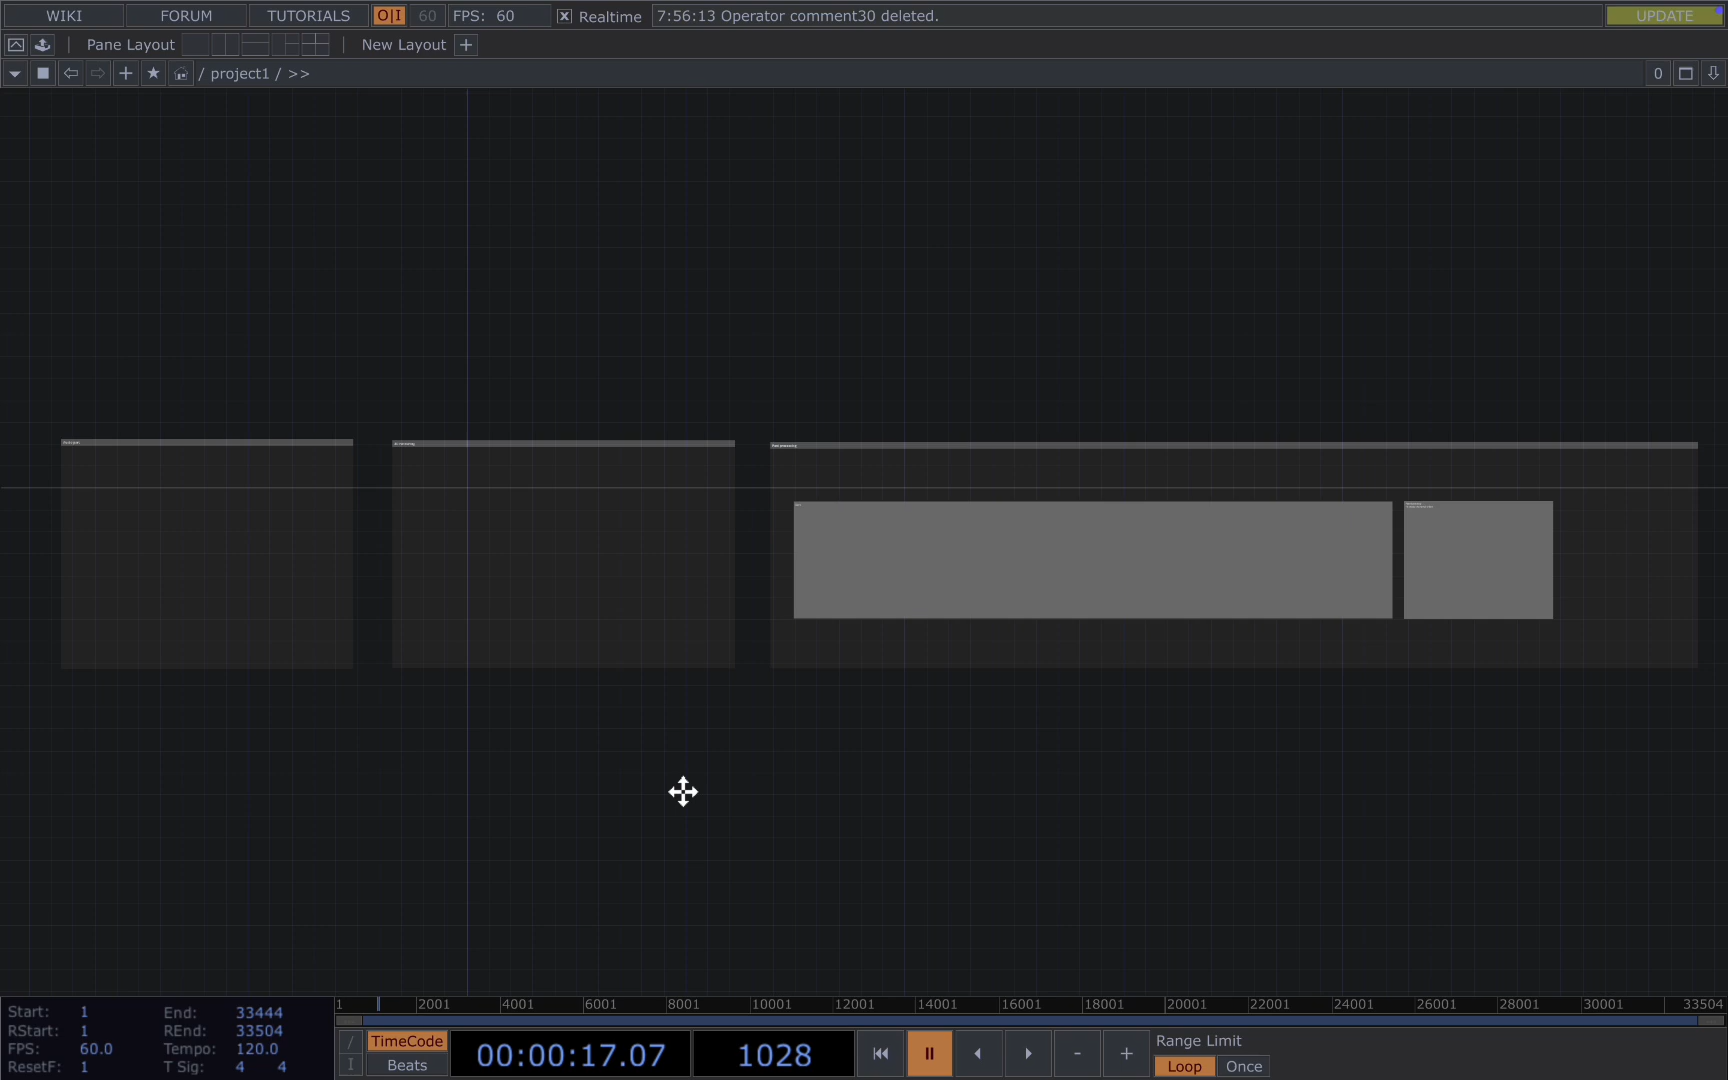 WIKI
FORUM
TUTORIALS
O|I
60
FPS: 60
Realtime
7:56:13 Operator comment30 deleted.
UPDATE
Pane Layout
New Layout +
/ project1 / >>
0
1
2001
4001
6001
8001
10001
12001
14001
16001
18001
20001
22001
24001
26001
28001
30001
33504
Start: 1
End: 33444
RStart: 1
REnd: 33504
FPS: 60.0
Tempo: 120.0
ResetF: 1
T Sig: 4 4
/
I
TimeCode
Beats
00:00:17.07
1028
-
+
Range Limit
Loop
Once